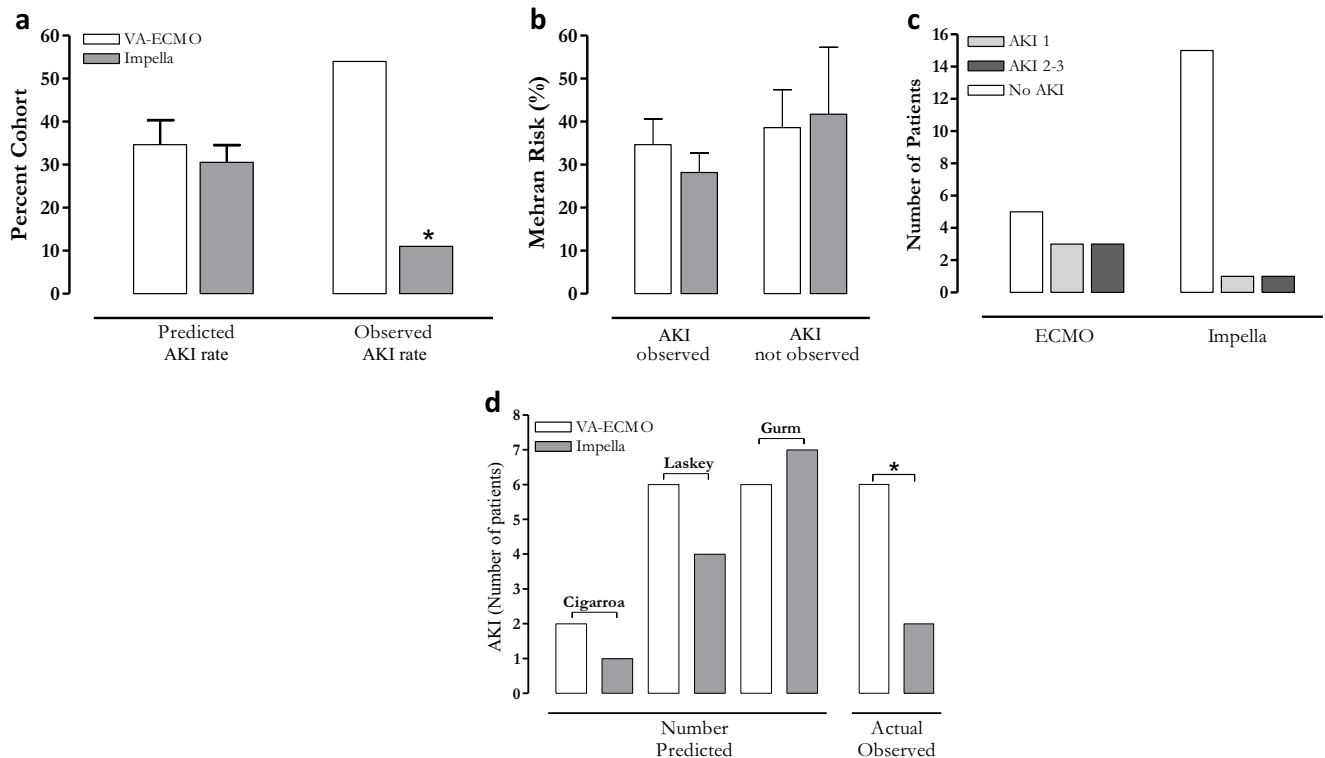 a
VA-ECMO
Impella
Percent Cohort
60
50
40
30
20
10
0
*
Predicted
AKI rate
Observed
AKI rate
b
Mehran Risk (%)
60
50
40
30
20
10
0
AKI
observed
AKI
not observed
c
AKI 1
AKI 2-3
No AKI
Number of Patients
16
14
12
10
8
6
4
2
0
ECMO
Impella
d
VA-ECMO
Impella
AKI (Number of patients)
8
7
6
5
4
3
2
1
0
Cigarroa
Laskey
Gurm
*
Number
Predicted
Actual
Observed